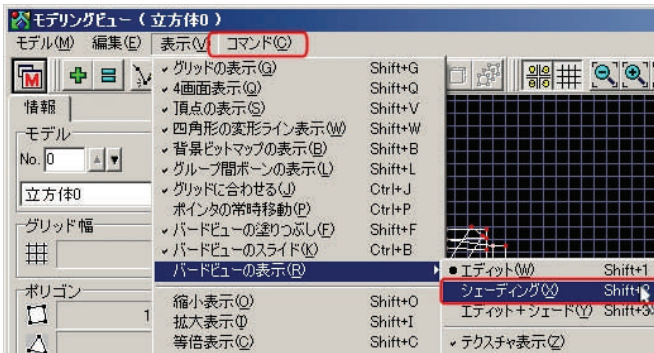 モデリングビュー ( 立方体0 )
モデル(M) 編集(E) 表示(V) コマンド(C)
グリッドの表示(G) Shift+G
4画面表示(Q) Shift+Q
頂点の表示(S) Shift+V
四角形の変形ライン表示(W) Shift+W
背景ビットマップの表示(B) Shift+B
グループ間ボーンの表示(L) Shift+L
グリッドに合わせる(J) Ctrl+J
ポインタの常時移動(P) Ctrl+P
バードビューの塗りつぶし(F) Shift+F
バードビューのスライド(K) Ctrl+B
バードビューの表示(R)
縮小表示(O) Shift+O
拡大表示(I) Shift+I
等倍表示(C) Shift+C
エディット(W) Shift+1
シェーディング(X) Shift+2
エディット+シェード(Y) Shift+3
テクスチャ表示(Z)
情報
モデル
No. 0
立方体0
グリッド幅
ポリゴン
1